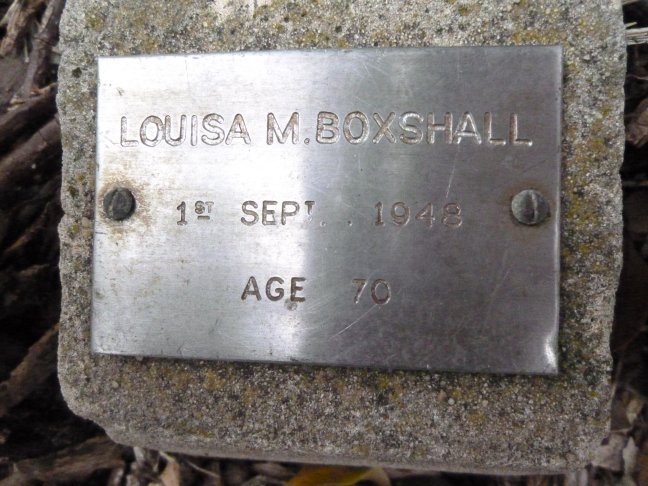 LOUISA M. BOXSHALL
1ST SEPT. . 1948
AGE 70